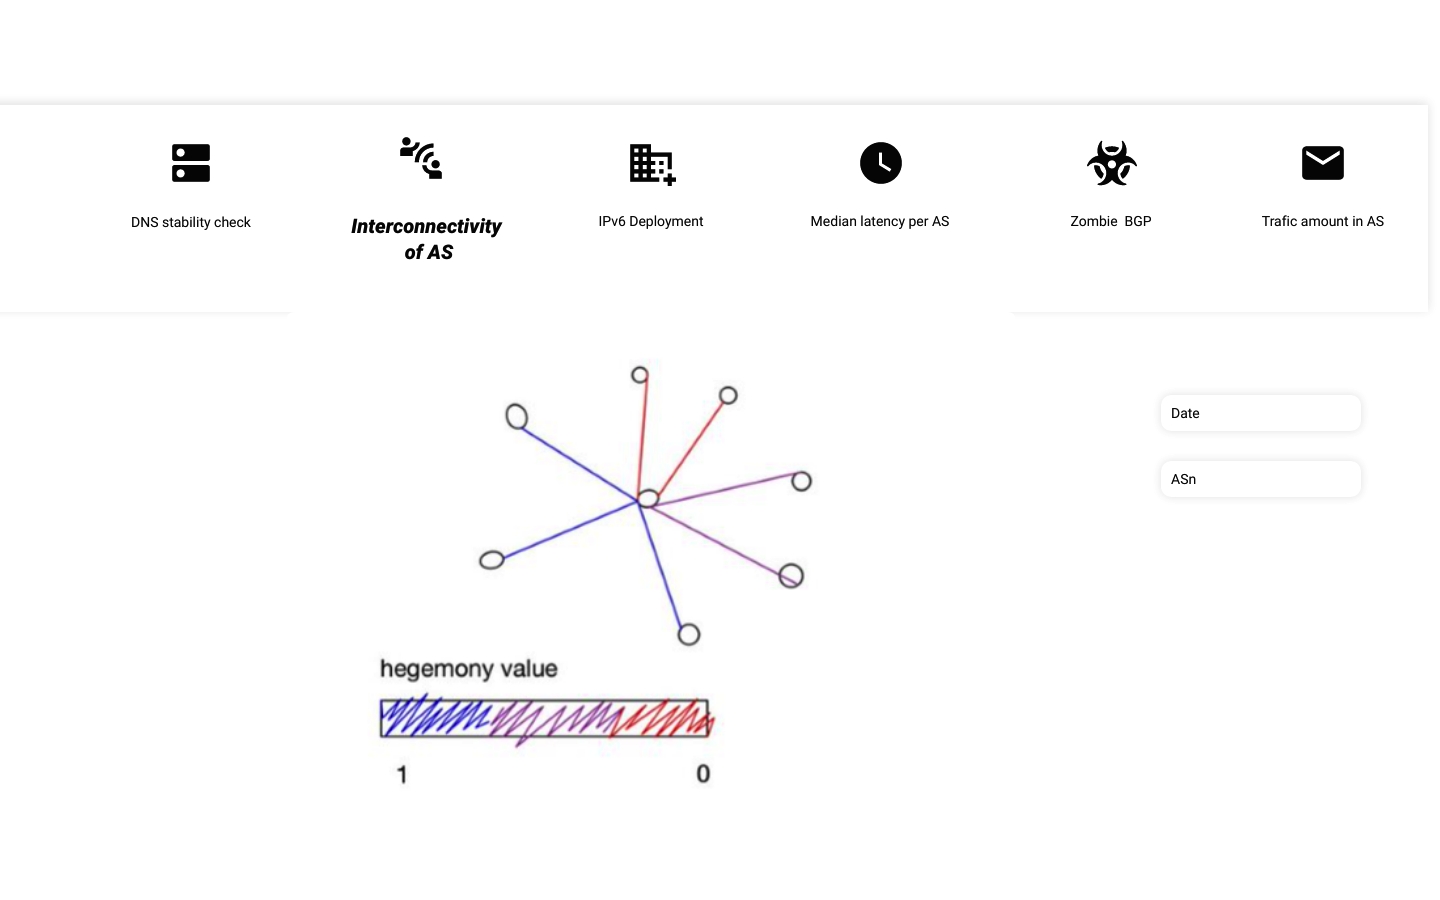 DNS stability check
Interconnectivity
of AS
IPv6 Deployment
Median latency per AS
Zombie  BGP
Trafic amount in AS
Date
ASn
hegemony value
1
0